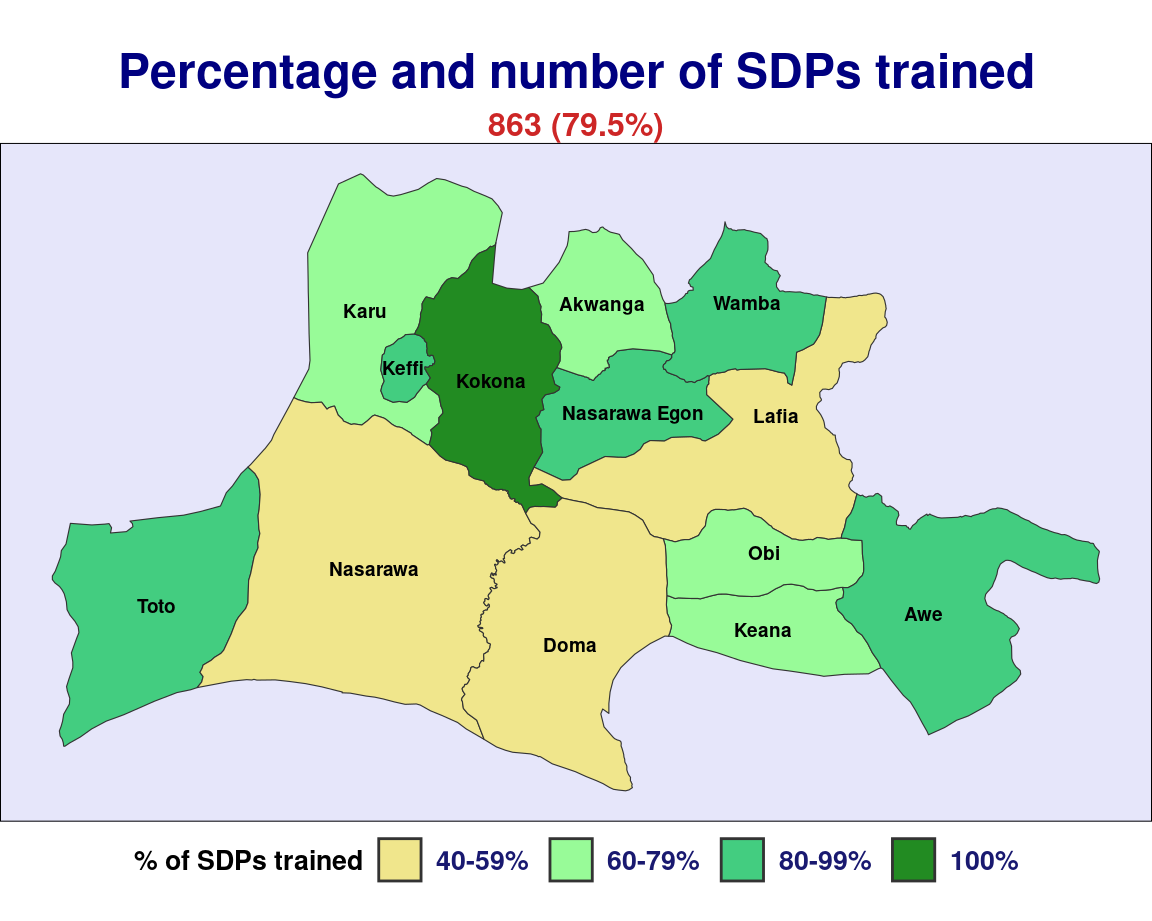 Percentage and number of SDPs trained
863 (79.5%)
Karu
Akwanga
Wamba
Keffi
Kokona
Nasarawa Egon
Lafia
Obi
Nasarawa
Toto
Awe
Keana
Doma
% of SDPs trained 40-59% 60-79% 80-99% 100%